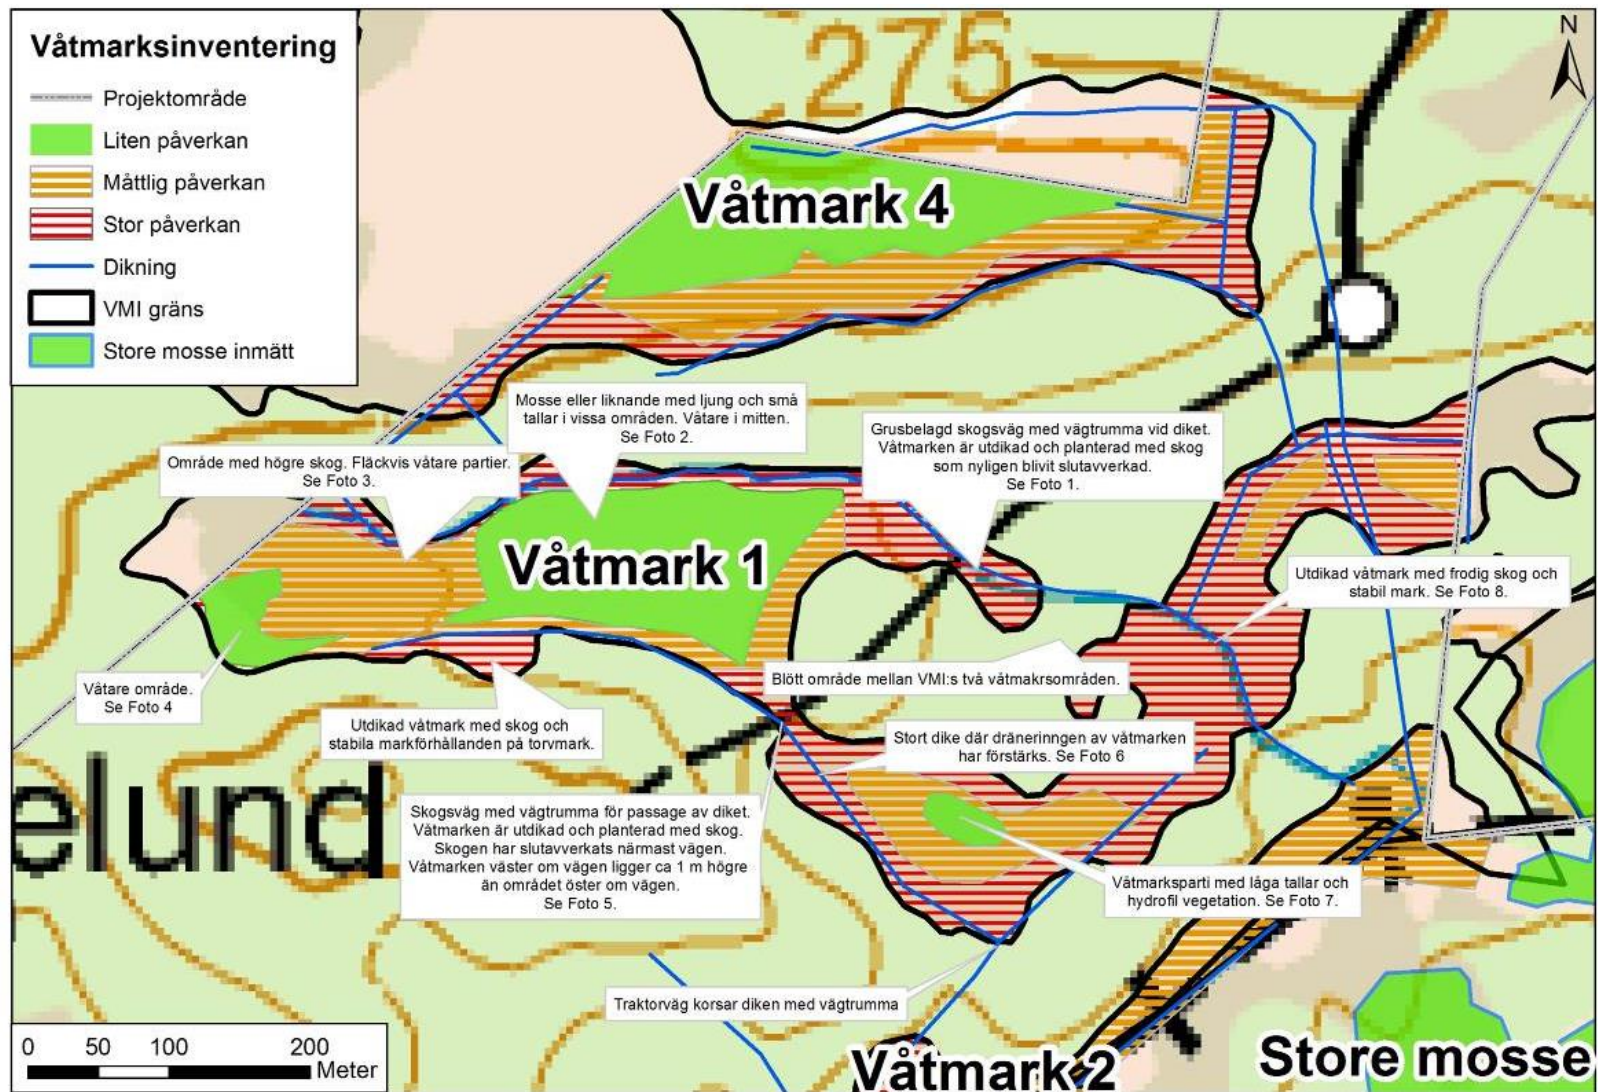 Våtmarksinventering
Projektområde
Liten påverkan
Måttlig påverkan
Stor påverkan
Dikning
VMI gräns
Store mosse inmätt
275
N
Våtmark 4
Mosse eller liknande med ljung och små
tallar i vissa områden. Våtare i mitten.
Se Foto 2.
Grusbelagd skogsväg med vägtrumma vid diket.
Våtmarken är utdikad och planterad med skog
som nyligen blivit slutavverkad.
Se Foto 1.
Område med högre skog. Fläckvis våtare partier.
Se Foto 3.
Våtmark 1
Utdikad våtmark med frodig skog och
stabil mark. Se Foto 8.
Våtare område.
Se Foto 4
Blött område mellan VMI:s två våtmakrsområden.
Utdikad våtmark med skog och
stabila markförhållanden på torvmark.
Stort dike där dränerinngen av våtmarken
har förstärks. Se Foto 6
elund
Skogsväg med vägtrumma för passage av diket.
Våtmarken är utdikad och planterad med skog.
Skogen har slutavverkats närmast vägen.
Våtmarken väster om vägen ligger ca 1 m högre
än området öster om vägen.
Se Foto 5.
Våtmarksparti med låga tallar och
hydrofil vegetation. Se Foto 7.
Traktorväg korsar diken med vägtrumma
0 50 100 200
Meter
Våtmark 2
Store mosse